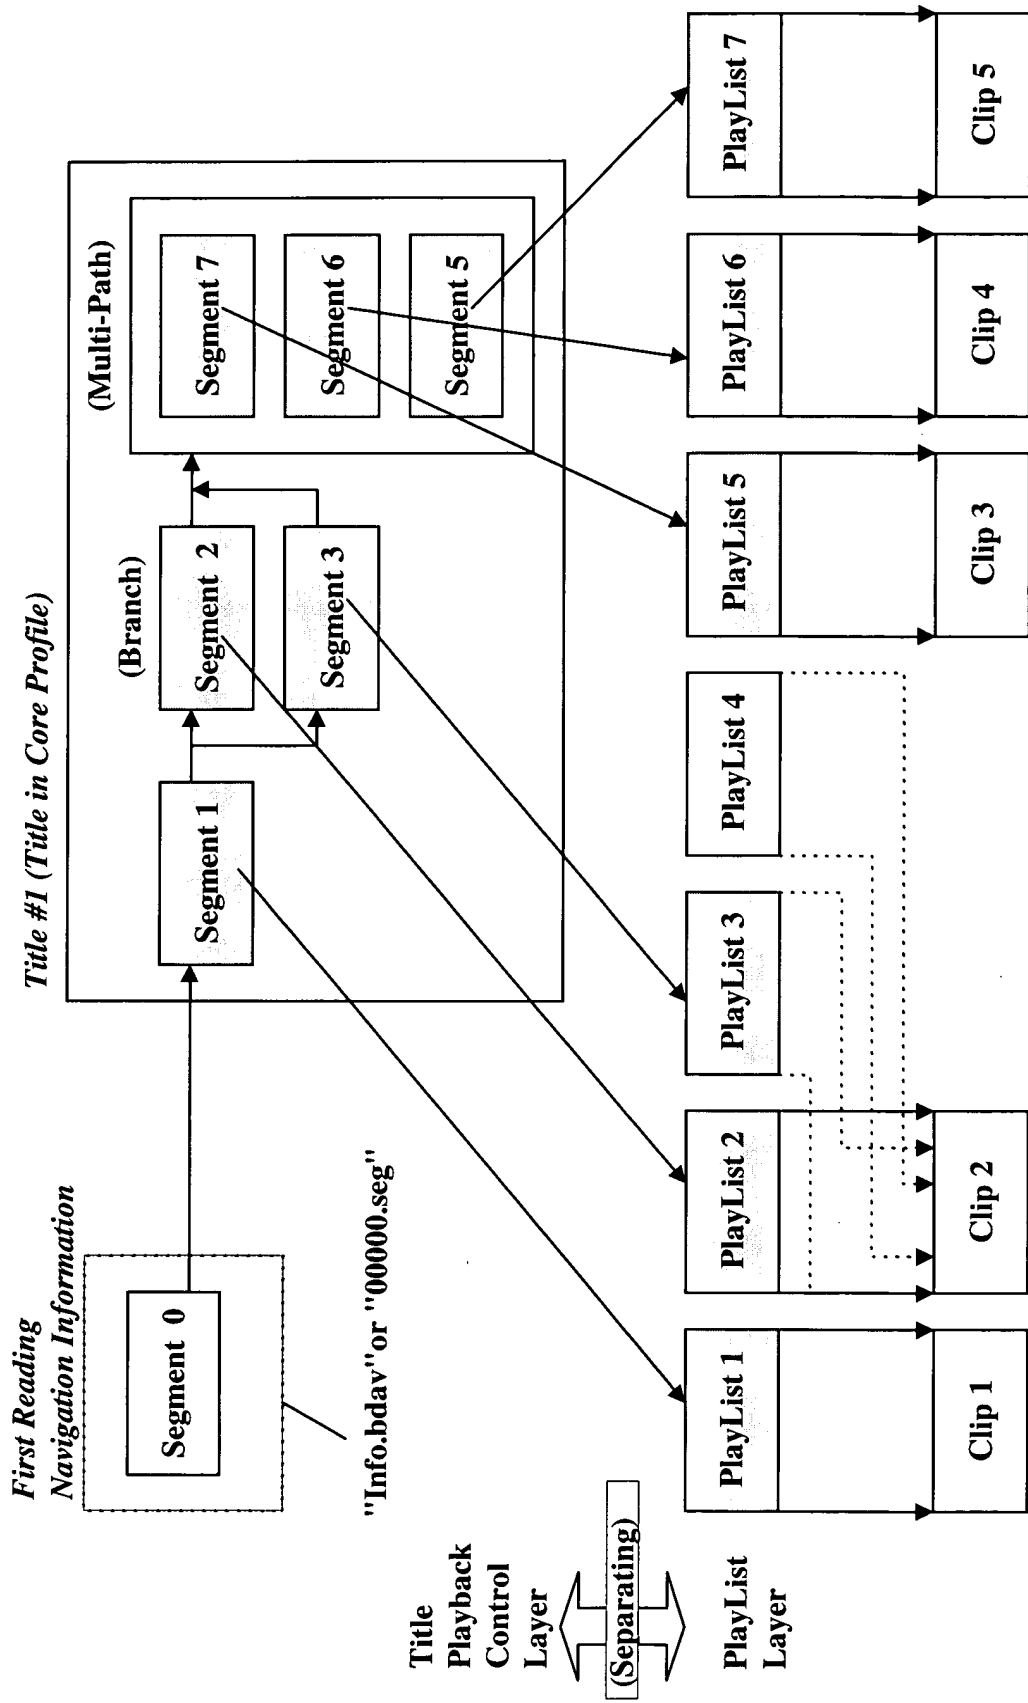 First Reading
Navigation Information
Segment 0
"Info.bdav"or "00000.seg"
Title #1 (Title in Core Profile)
Segment 1
(Branch)
Segment 2
Segment 3
(Multi-Path)
Segment 7
Segment 6
Segment 5
Title
Playback
Control
Layer
(Separating)
PlayList
Layer
PlayList 1
PlayList 2
PlayList 3
PlayList 4
PlayList 5
PlayList 6
PlayList 7
Clip 1
Clip 2
Clip 3
Clip 4
Clip 5